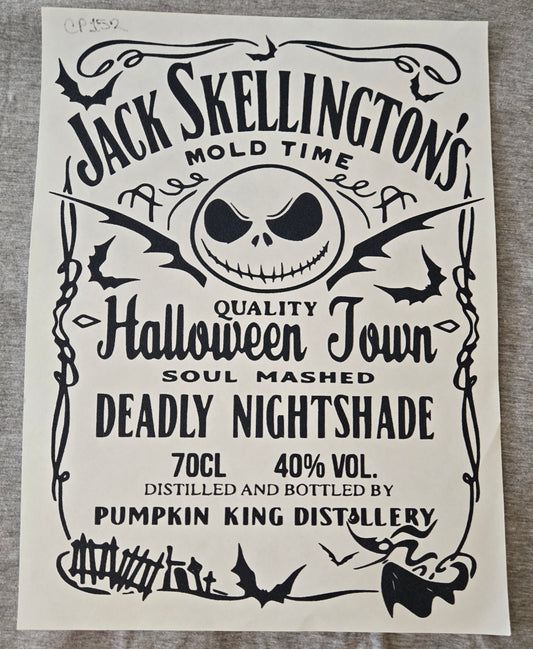 CP132
JACK SKELLINGTON'S
MOLD TIME
QUALITY
Halloween Town
SOUL MASHED
DEADLY NIGHTSHADE
70CL 40% VOL.
DISTILLED AND BOTTLED BY
PUMPKIN KING DISTILLERY